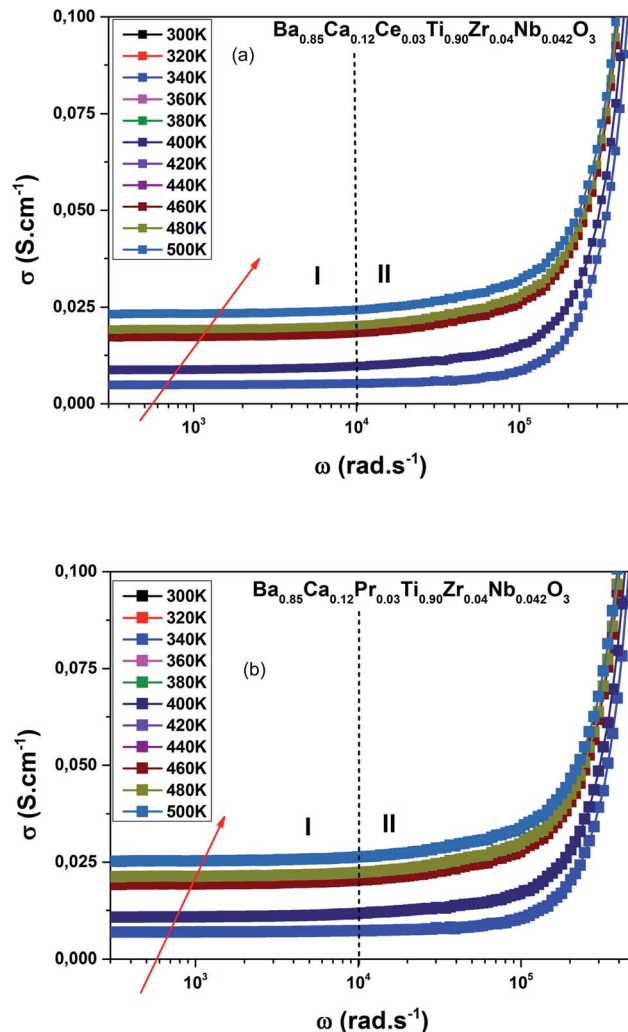 Ba0.85Ca0.12Ce0.03Ti0.90Zr0.04Nb0.042O3
(a)
300K
320K
340K
360K
380K
400K
420K
440K
460K
480K
500K
I
II
0,100
0,075
0,050
0,025
0,000
σ (S.cm-1)
10^3
10^4
10^5
ω (rad.s-1)
Ba0.85Ca0.12Pr0.03Ti0.90Zr0.04Nb0.042O3
(b)
300K
320K
340K
360K
380K
400K
420K
440K
460K
480K
500K
I
II
0,100
0,075
0,050
0,025
0,000
σ (S.cm-1)
10^3
10^4
10^5
ω (rad.s-1)